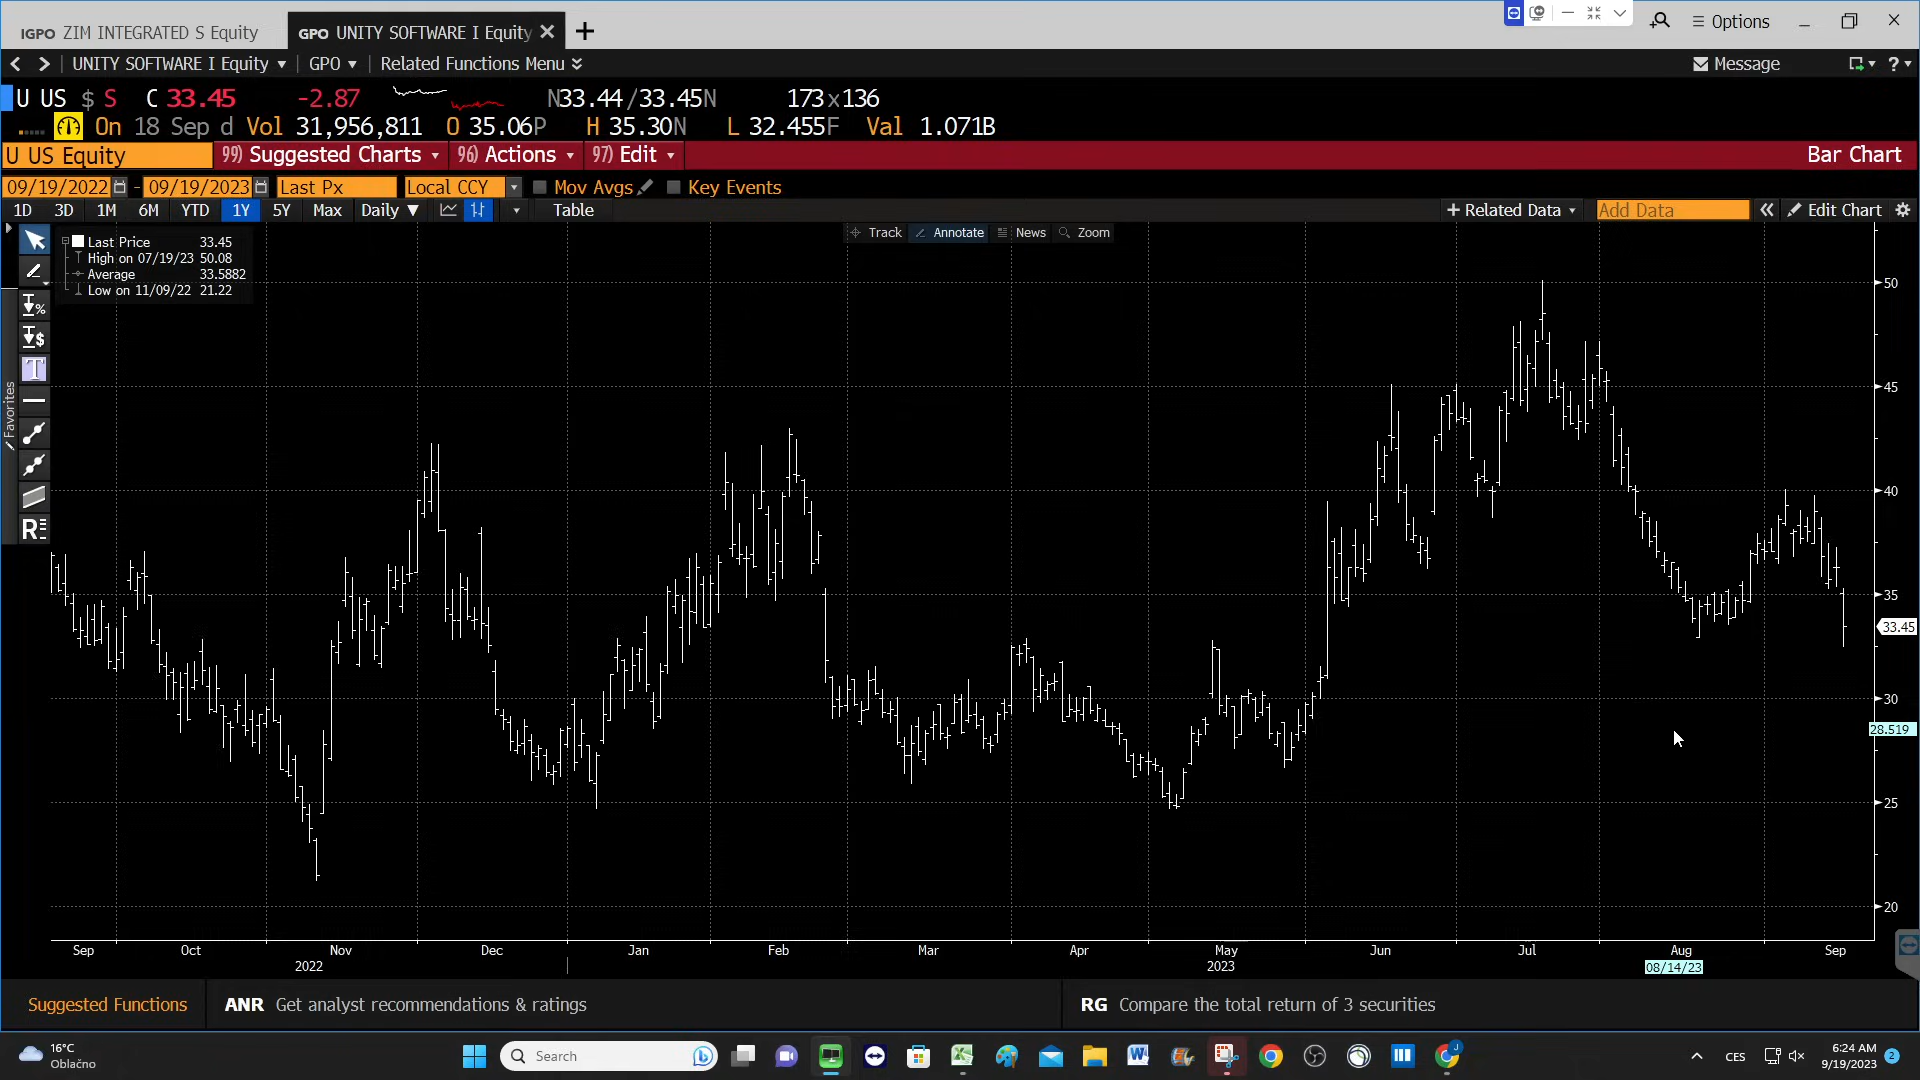 IGPO ZIM INTEGRATED S Equity
GPO UNITY SOFTWARE I Equity
Options
UNITY SOFTWARE I Equity
GPO
Related Functions Menu
Message
?
U US $ S C 33.45 -2.87 N33.44/33.45N 173x136
On 18 Sep d Vol 31,956,811 O 35.06P H 35.30N L 32.455F Val 1.071B
U US Equity
99) Suggested Charts
96) Actions
97) Edit
Bar Chart
09/19/2022 - 09/19/2023 Last Px Local CCY Mov Avgs Key Events
1D 3D 1M 6M YTD 1Y 5Y Max Daily Table + Related Data Add Data Edit Chart
Track Annotate News Zoom
Last Price 33.45
High on 07/19/23 50.08
Average 33.5882
Low on 11/09/22 21.22
%
$
T
R
Favorites
50
45
40
35
33.45
30
28.519
25
20
Sep Oct Nov Dec Jan Feb Mar Apr May Jun Jul Aug Sep
2022 2023 08/14/23
Suggested Functions ANR Get analyst recommendations & ratings RG Compare the total return of 3 securities
16°C
Oblačno
Search
J
CES
6:24 AM
9/19/2023
2